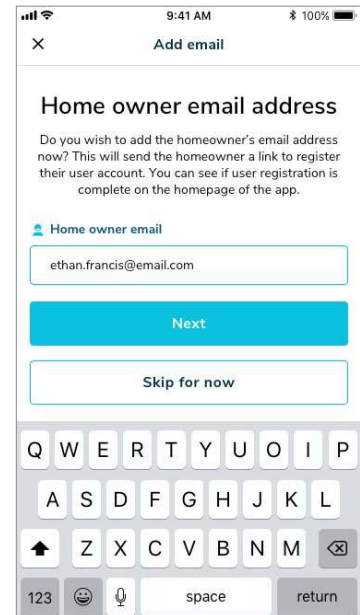 9:41 AM 100%
Add email
Home owner email address
Do you wish to add the homeowner's email address
now? This will send the homeowner a link to register
their user account. You can see if user registration is
complete on the homepage of the app.
Home owner email
ethan.francis@email.com
Next
Skip for now
Q W E R T Y U O I P
A S D F G H J K L
Z X C V B N M
123 space return